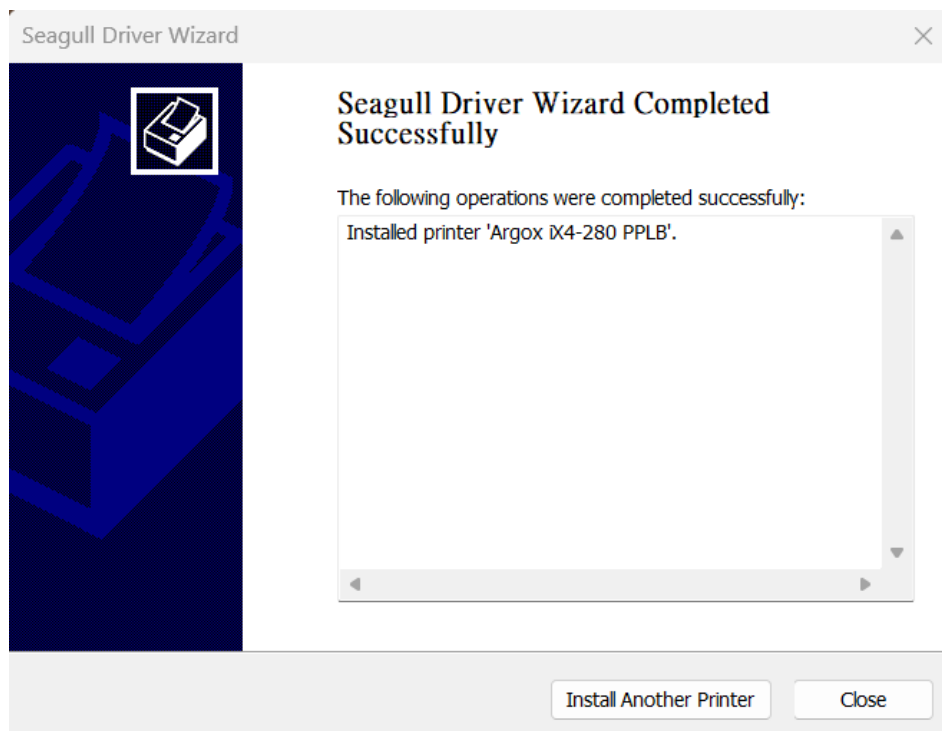 Seagull Driver Wizard
Seagull Driver Wizard Completed
Successfully
The following operations were completed successfully:
Installed printer 'Argox iX4-280 PPLB'.
Install Another Printer
Close